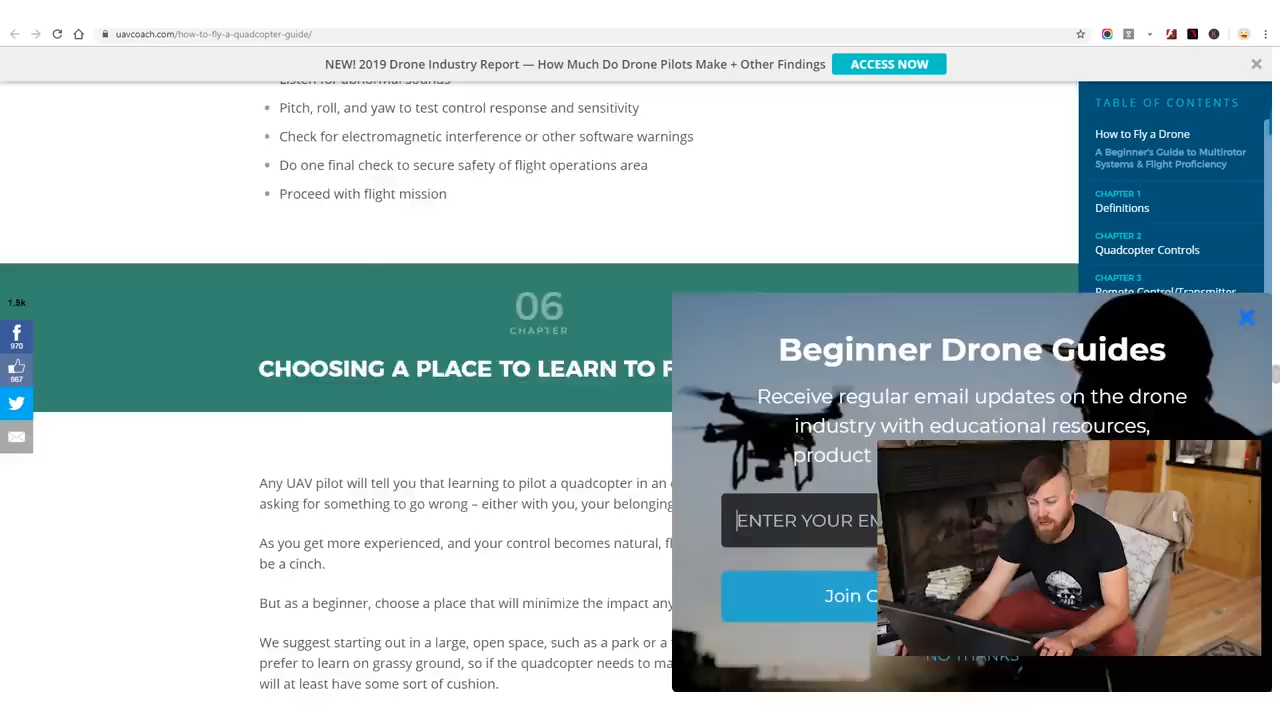 uavcoach.com/how-to-fly-a-quadcopter-guide/
NEW! 2019 Drone Industry Report — How Much Do Drone Pilots Make + Other Findings
ACCESS NOW
Listen for abnormal sounds
Pitch, roll, and yaw to test control response and sensitivity
Check for electromagnetic interference or other software warnings
Do one final check to secure safety of flight operations area
Proceed with flight mission
TABLE OF CONTENTS
How to Fly a Drone
A Beginner's Guide to Multirotor
Systems & Flight Proficiency
CHAPTER 1
Definitions
CHAPTER 2
Quadcopter Controls
CHAPTER 3
Remote Control/Transmitter
1.9k
970
867
06
CHAPTER
CHOOSING A PLACE TO LEARN TO F
Any UAV pilot will tell you that learning to pilot a quadcopter in an
asking for something to go wrong – either with you, your belonging
As you get more experienced, and your control becomes natural, fl
be a cinch.
But as a beginner, choose a place that will minimize the impact any
We suggest starting out in a large, open space, such as a park or a
prefer to learn on grassy ground, so if the quadcopter needs to ma
will at least have some sort of cushion.
Beginner Drone Guides
Receive regular email updates on the drone
industry with educational resources,
product
ENTER YOUR EM
Join
NO THANKS